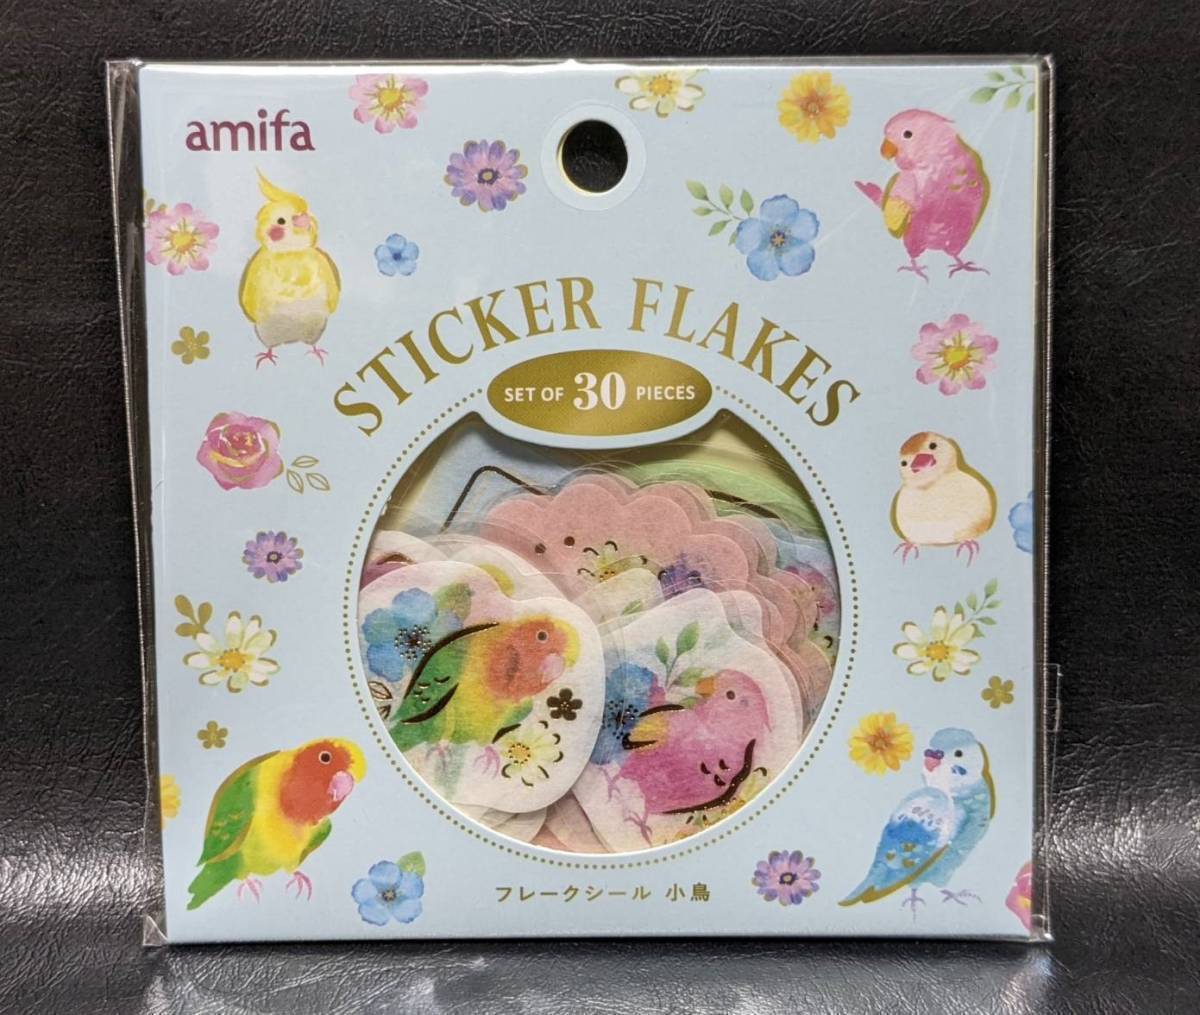 amifa
STICKER FLAKES
SET OF 30 PIECES
フレークシール 小鳥